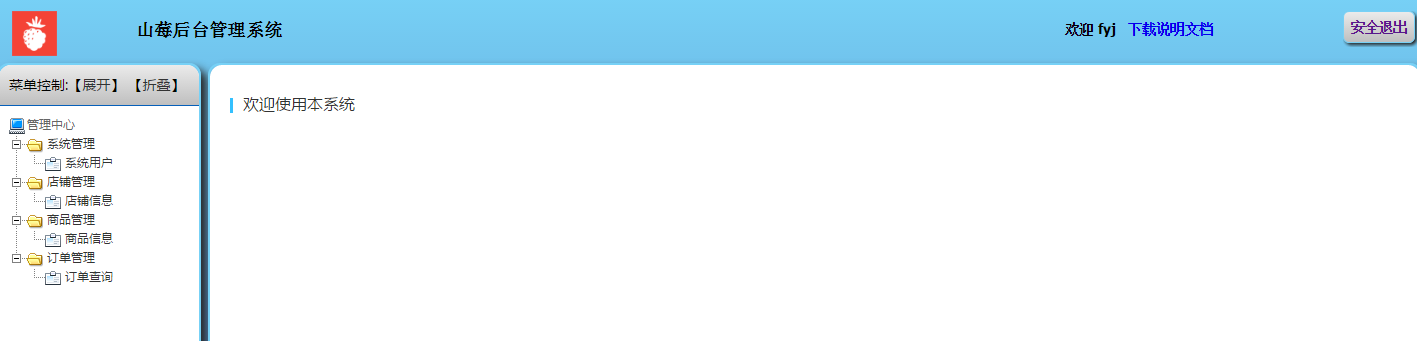 山莓后台管理系统
欢迎 fyj 下载说明文档
安全退出
菜单控制:【展开】 【折叠】
欢迎使用本系统
管理中心
系统管理
系统用户
店铺管理
店铺信息
商品管理
商品信息
订单管理
订单查询